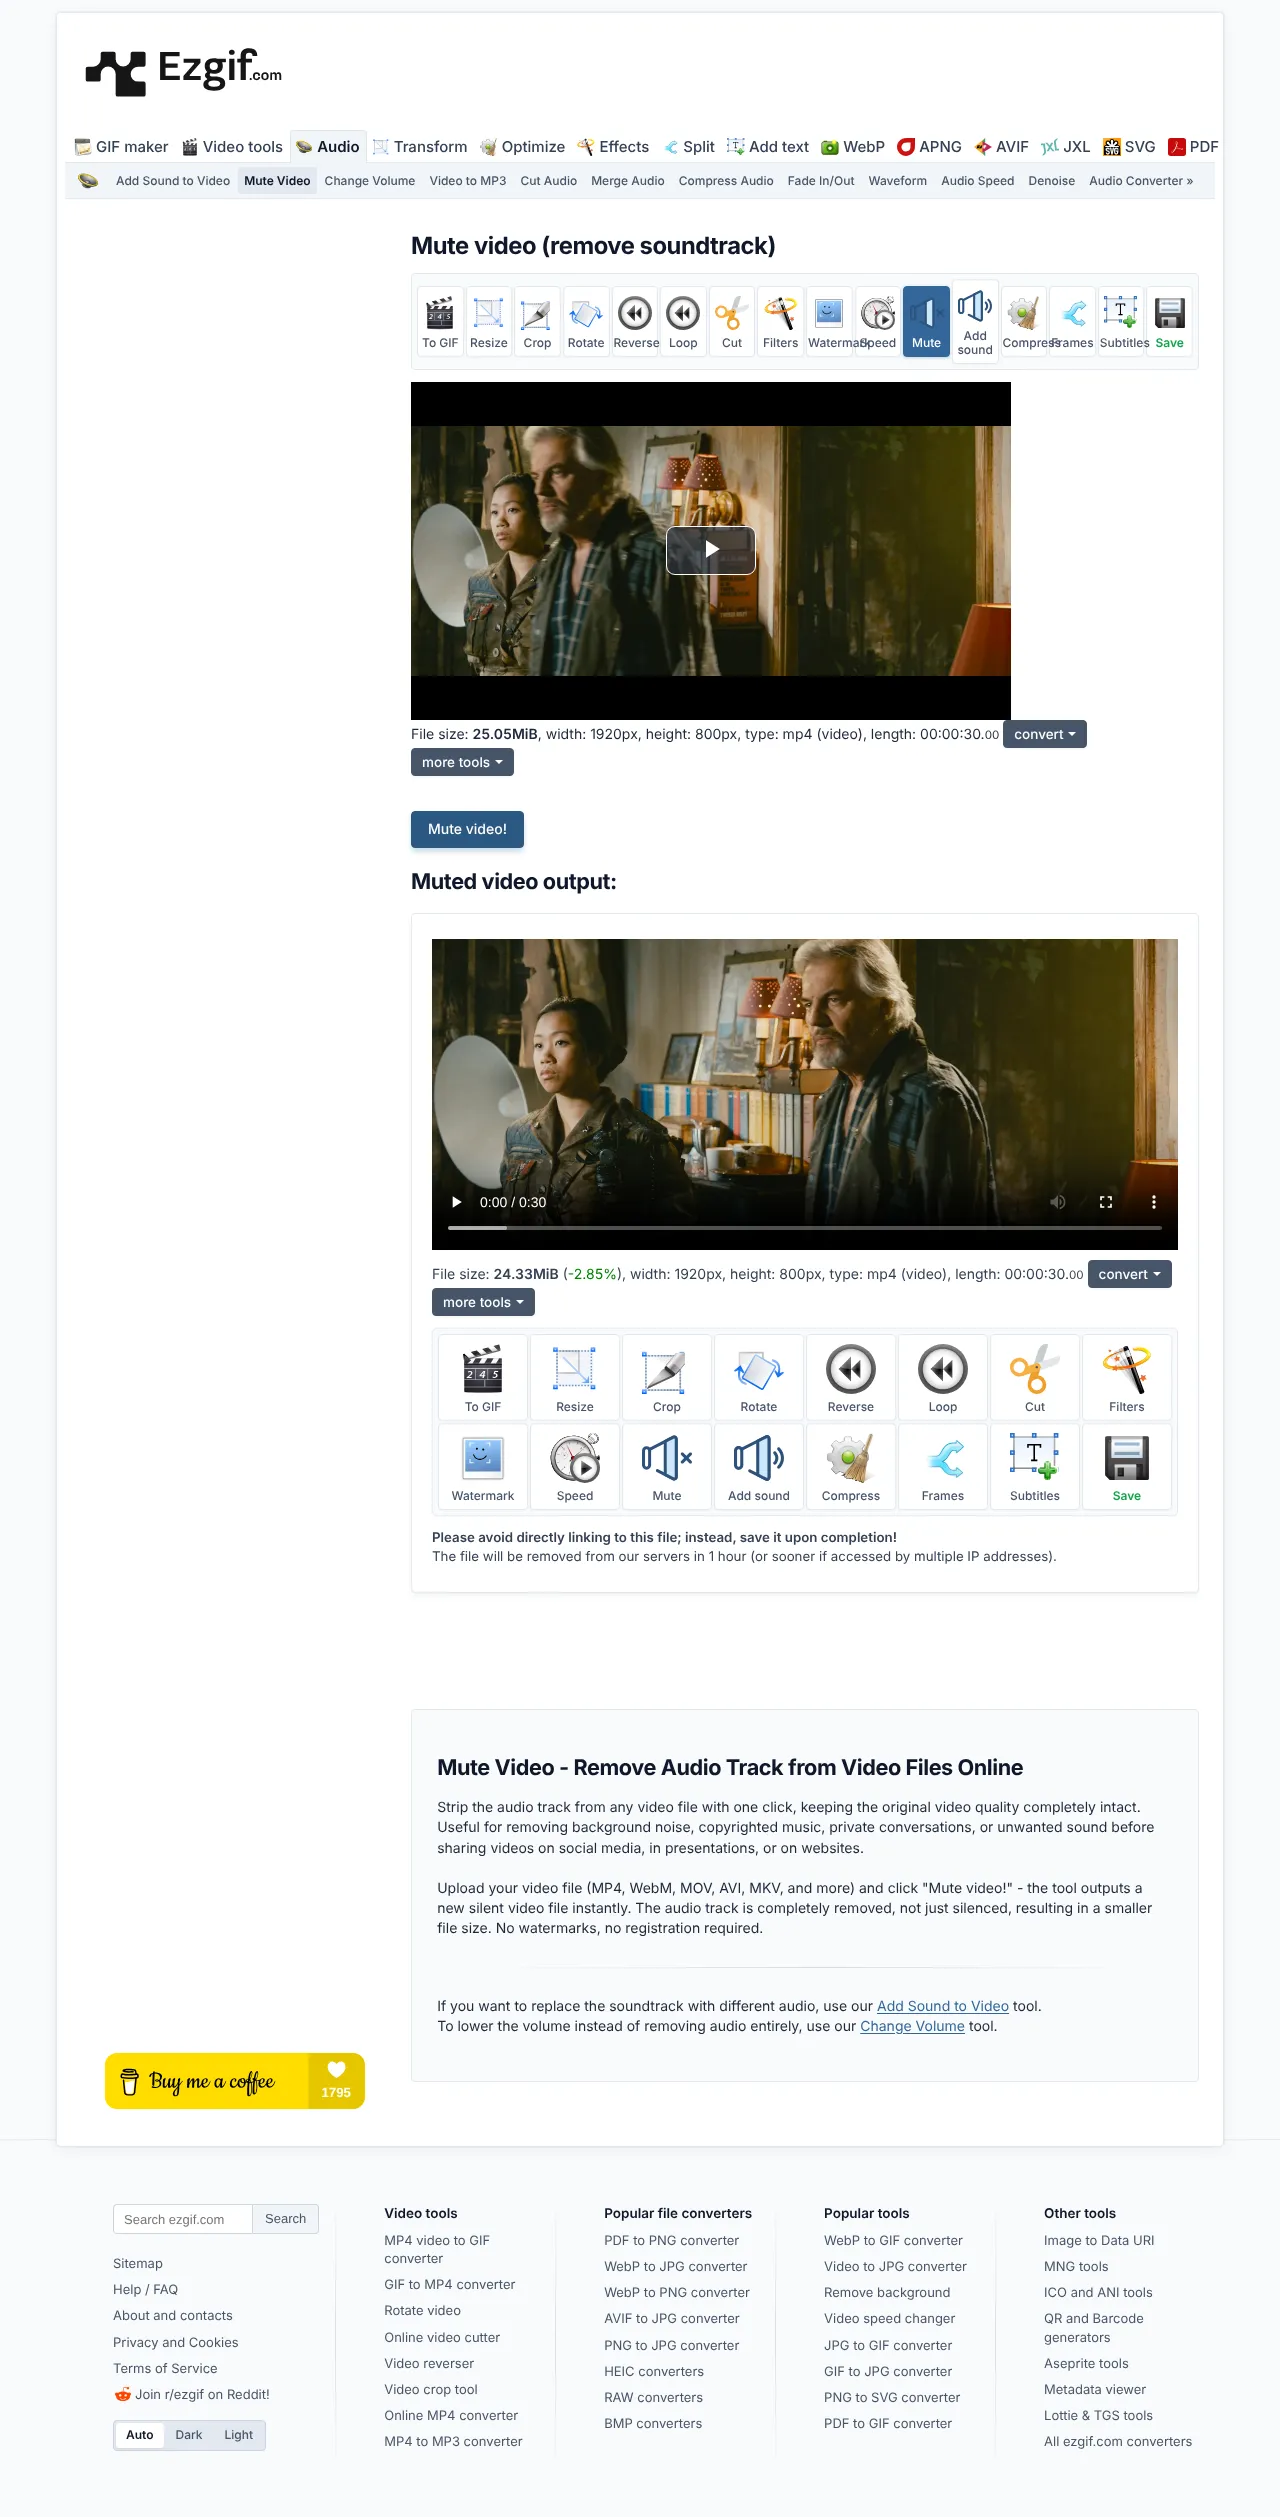 Ezgif.com
GIF maker Video tools Audio Transform Optimize Effects Split Add text WebP APNG AVIF JXL SVG PDF
Add Sound to Video Mute Video Change Volume Video to MP3 Cut Audio Merge Audio Compress Audio Fade In/Out Waveform Audio Speed Denoise Audio Converter »
Mute video (remove soundtrack)
To GIF Resize Crop Rotate Reverse Loop Cut Filters Watermark Speed Mute Add sound Compress Frames Subtitles Save
File size: 25.05MiB, width: 1920px, height: 800px, type: mp4 (video), length: 00:00:30.00 convert
more tools
Mute video!
Muted video output:
0:00 / 0:30
File size: 24.33MiB (-2.85%), width: 1920px, height: 800px, type: mp4 (video), length: 00:00:30.00 convert
more tools
To GIF Resize Crop Rotate Reverse Loop Cut Filters
Watermark Speed Mute Add sound Compress Frames Subtitles Save
Please avoid directly linking to this file; instead, save it upon completion!
The file will be removed from our servers in 1 hour (or sooner if accessed by multiple IP addresses).
Mute Video - Remove Audio Track from Video Files Online
Strip the audio track from any video file with one click, keeping the original video quality completely intact.
Useful for removing background noise, copyrighted music, private conversations, or unwanted sound before
sharing videos on social media, in presentations, or on websites.
Upload your video file (MP4, WebM, MOV, AVI, MKV, and more) and click "Mute video!" - the tool outputs a
new silent video file instantly. The audio track is completely removed, not just silenced, resulting in a smaller
file size. No watermarks, no registration required.
If you want to replace the soundtrack with different audio, use our Add Sound to Video tool.
To lower the volume instead of removing audio entirely, use our Change Volume tool.
Buy me a coffee 1795
Search ezgif.com Search
Sitemap
Help / FAQ
About and contacts
Privacy and Cookies
Terms of Service
Join r/ezgif on Reddit!
Auto Dark Light
Video tools
MP4 video to GIF
converter
GIF to MP4 converter
Rotate video
Online video cutter
Video reverser
Video crop tool
Online MP4 converter
MP4 to MP3 converter
Popular file converters
PDF to PNG converter
WebP to JPG converter
WebP to PNG converter
AVIF to JPG converter
PNG to JPG converter
HEIC converters
RAW converters
BMP converters
Popular tools
WebP to GIF converter
Video to JPG converter
Remove background
Video speed changer
JPG to GIF converter
GIF to JPG converter
PNG to SVG converter
PDF to GIF converter
Other tools
Image to Data URI
MNG tools
ICO and ANI tools
QR and Barcode
generators
Aseprite tools
Metadata viewer
Lottie & TGS tools
All ezgif.com converters